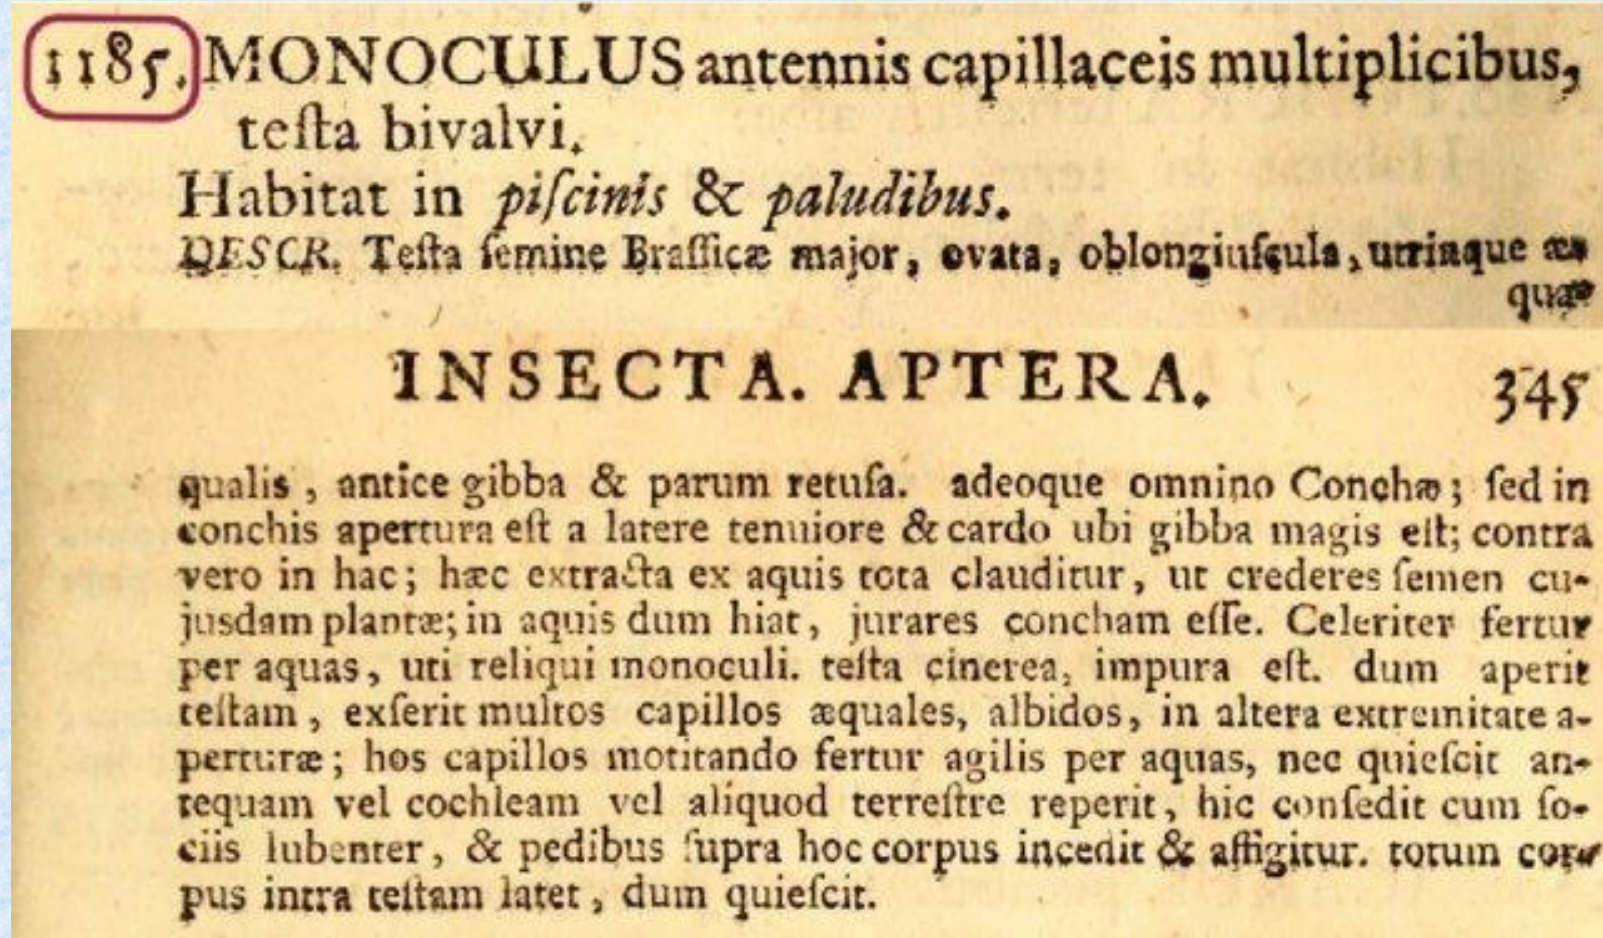 1185. MONOCULUS antennis capillaceis multiplicibus,
teſta bivalvi.
Habitat in piſcinis & paludibus.
DESCR. Teſta ſemine Braſſicæ major, ovata, oblongiuſcula, utrinque æ-
qua-
INSECTA. APTERA. 345
qualis, antice gibba & parum retuſa. adeoque omnino Conchæ; ſed in
conchis apertura eſt a latere tenuiore & cardo ubi gibba magis eſt; contra
vero in hac; hæc extracta ex aquis tota clauditur, ut crederes ſemen cu-
jusdam plantæ; in aquis dum hiat, jurares concham eſſe. Celeriter fertur
per aquas, uti reliqui monoculi. teſta cinerea, impura eſt. dum aperit
teſtam, exſerit multos capillos æquales, albidos, in altera extremitate a-
perturæ; hos capillos motitando fertur agilis per aquas, nec quieſcit an-
tequam vel cochleam vel aliquod terreſtre reperit, hic conſedit cum ſo-
ciis lubenter, & pedibus ſupra hoc corpus incedit & affigitur. totum cor-
pus intra teſtam latet, dum quieſcit.